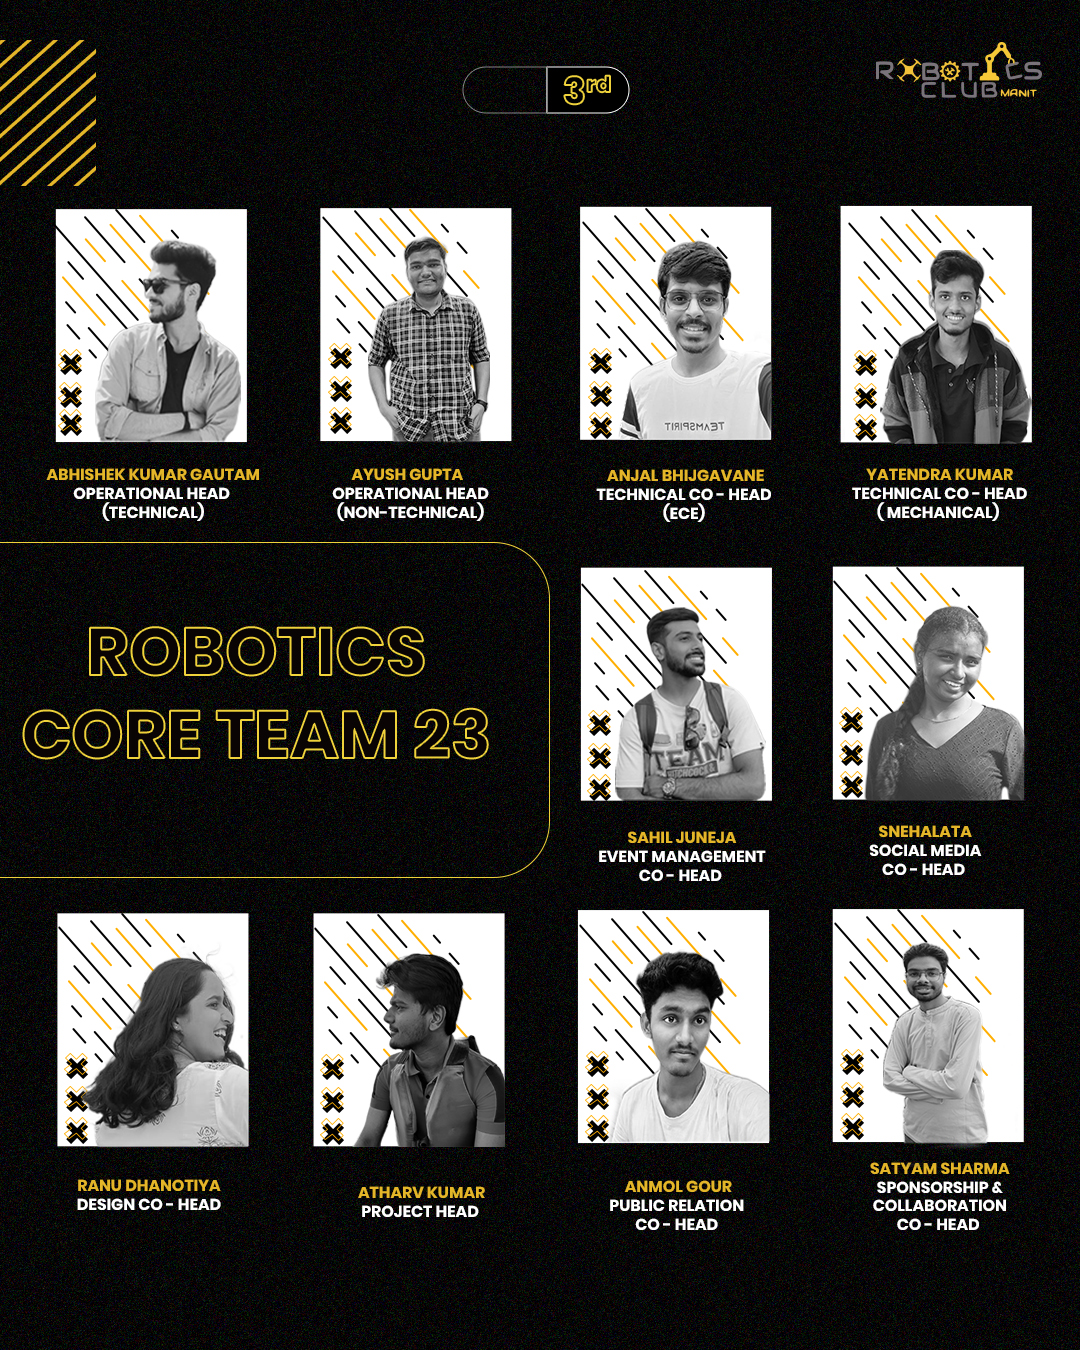 3rd
ROBOTICS
CLUB MANIT
ABHISHEK KUMAR GAUTAM
OPERATIONAL HEAD
(TECHNICAL)
AYUSH GUPTA
OPERATIONAL HEAD
(NON-TECHNICAL)
TEAMSPIRIT
ANJAL BHIJGAVANE
TECHNICAL CO - HEAD
(ECE)
YATENDRA KUMAR
TECHNICAL CO - HEAD
( MECHANICAL)
ROBOTICS
CORE TEAM 23
TEAM
SAHIL JUNEJA
EVENT MANAGEMENT
CO - HEAD
SNEHALATA
SOCIAL MEDIA
CO - HEAD
RANU DHANOTIYA
DESIGN CO - HEAD
ATHARV KUMAR
PROJECT HEAD
ANMOL GOUR
PUBLIC RELATION
CO - HEAD
SATYAM SHARMA
SPONSORSHIP &
COLLABORATION
CO - HEAD